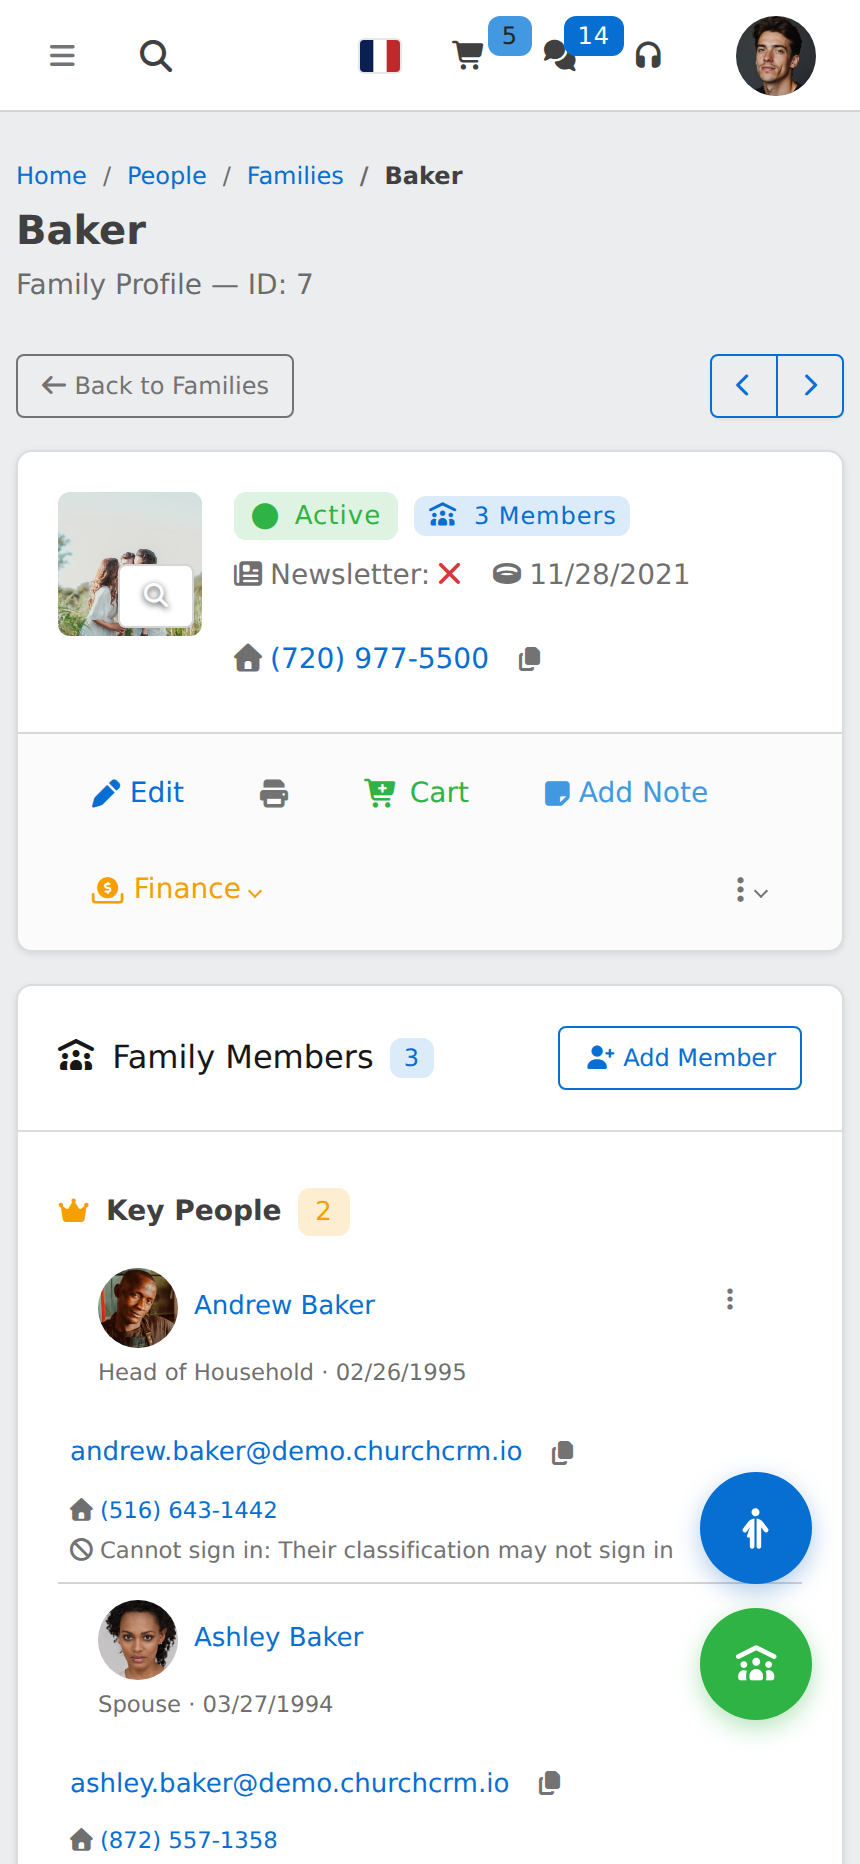 5
14
Home / People / Families / Baker
Baker
Family Profile — ID: 7
Back to Families
Active
3 Members
Newsletter:
11/28/2021
(720) 977-5500
Edit
Cart
Add Note
Finance
Family Members 3
Add Member
Key People 2
Andrew Baker
Head of Household · 02/26/1995
andrew.baker@demo.churchcrm.io
(516) 643-1442
Cannot sign in: Their classification may not sign in
Ashley Baker
Spouse · 03/27/1994
ashley.baker@demo.churchcrm.io
(872) 557-1358